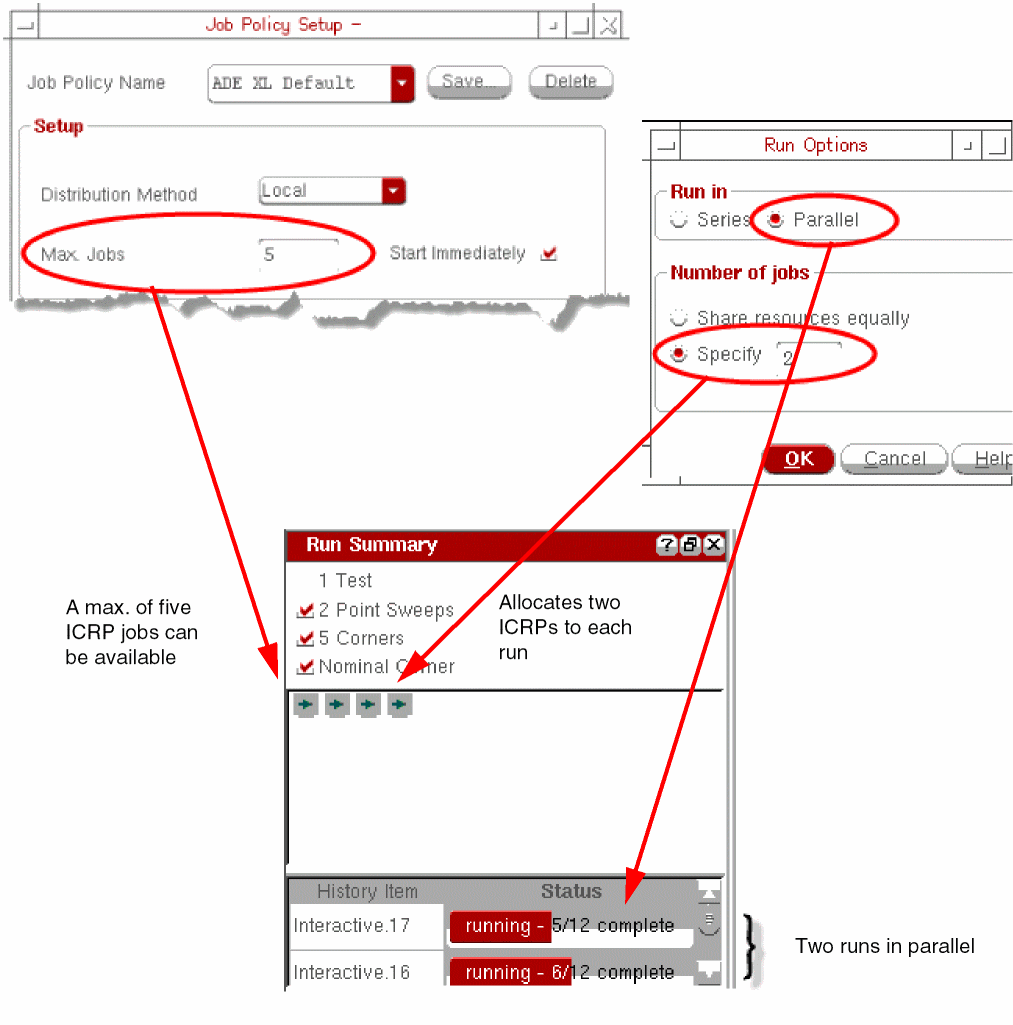 Job Policy Setup -
Job Policy Name ADE XL Default Save... Delete
Setup
Distribution Method Local
Max. Jobs 5 Start Immediately
Run Options
Run in
Series Parallel
Number of jobs
Share resources equally
Specify 2
OK Cancel Help
Run Summary
1 Test
2 Point Sweeps
5 Corners
Nominal Corner
A max. of five
ICRP jobs can
be available
Allocates two
ICRPs to each
run
History Item Status
Interactive.17 running - 5/12 complete
Interactive.16 running - 6/12 complete
Two runs in parallel